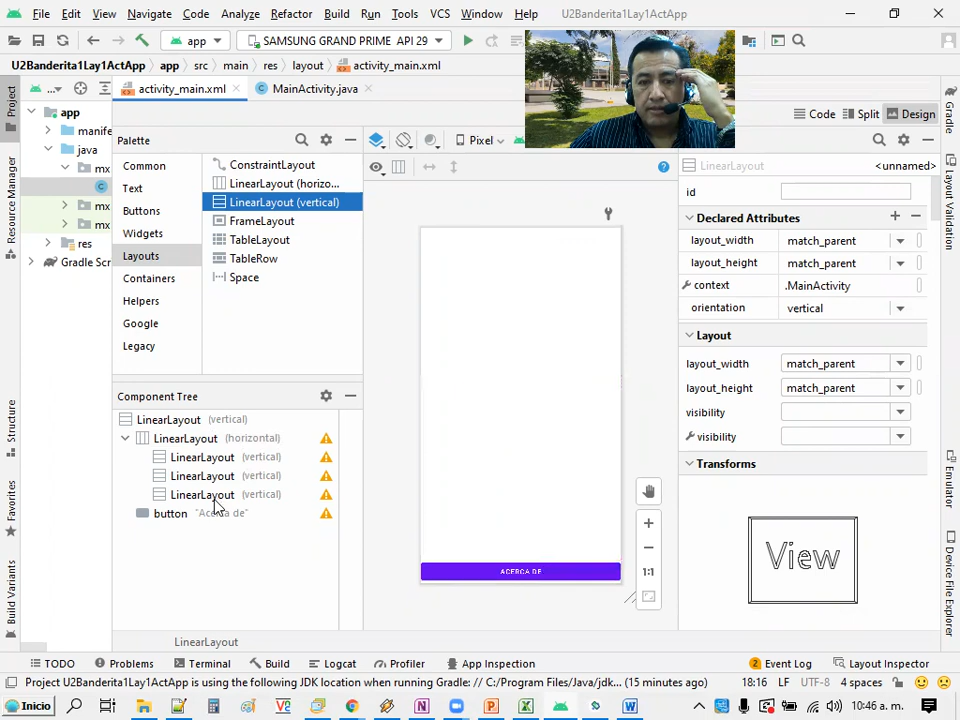 File Edit View Navigate Code Analyze Refactor Build Run Tools VCS Window Help U2Banderita1Lay1ActApp
app SAMSUNG GRAND PRIME API 29
U2Banderita1Lay1ActApp app src main res layout activity_main.xml
Project
activity_main.xml MainActivity.java
Gradle
app
Palette
Code Split Design
Pixel
manife
java
mx
mx
mx
res
Gradle Scr
Resource Manager
Common
Text
Buttons
Widgets
Layouts
Containers
Helpers
Google
Legacy
ConstraintLayout
LinearLayout (horizo...
LinearLayout (vertical)
FrameLayout
TableLayout
TableRow
Space
LinearLayout <unnamed>
id
Declared Attributes
layout_width match_parent
layout_height match_parent
context .MainActivity
orientation vertical
Layout
layout_width match_parent
layout_height match_parent
visibility
visibility
Transforms
View
Layout Validation
Component Tree
LinearLayout (vertical)
LinearLayout (horizontal)
LinearLayout (vertical)
LinearLayout (vertical)
LinearLayout (vertical)
button "Acerca de"
ACERCA DE
1:1
Structure
Favorites
Build Variants
Emulator
Device File Explorer
LinearLayout
TODO Problems Terminal Build Logcat Profiler App Inspection 2 Event Log Layout Inspector
Project U2Banderita1Lay1ActApp is using the following JDK location when running Gradle: // C:/Program Files/Java/jdk... (15 minutes ago) 18:16 LF UTF-8 4 spaces
Inicio 10:46 a. m.